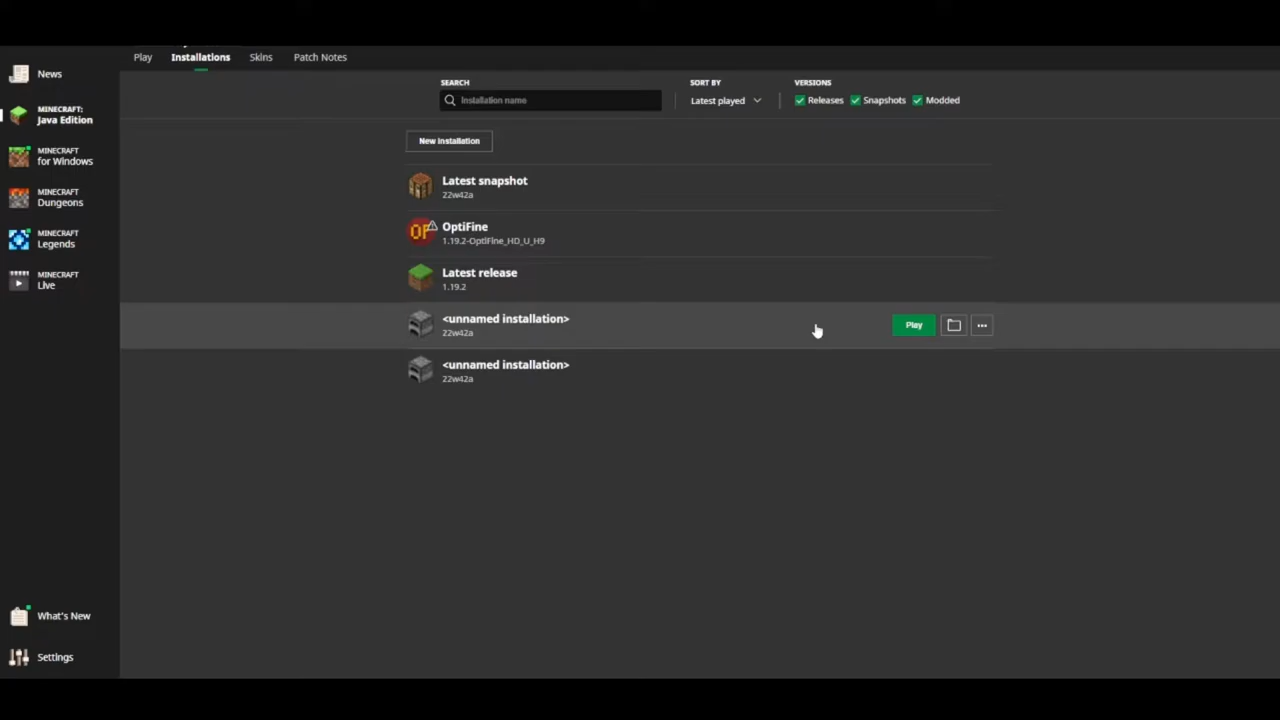 Play
Installations
Skins
Patch Notes
News
MINECRAFT:
Java Edition
MINECRAFT
for Windows
MINECRAFT
Dungeons
MINECRAFT
Legends
MINECRAFT
Live
What's New
Settings
SEARCH
Installation name
SORT BY
Latest played
VERSIONS
Releases
Snapshots
Modded
New installation
Latest snapshot
22w42a
OP
OptiFine
1.19.2-OptiFine_HD_U_H9
Latest release
1.19.2
<unnamed installation>
22w42a
Play
<unnamed installation>
22w42a